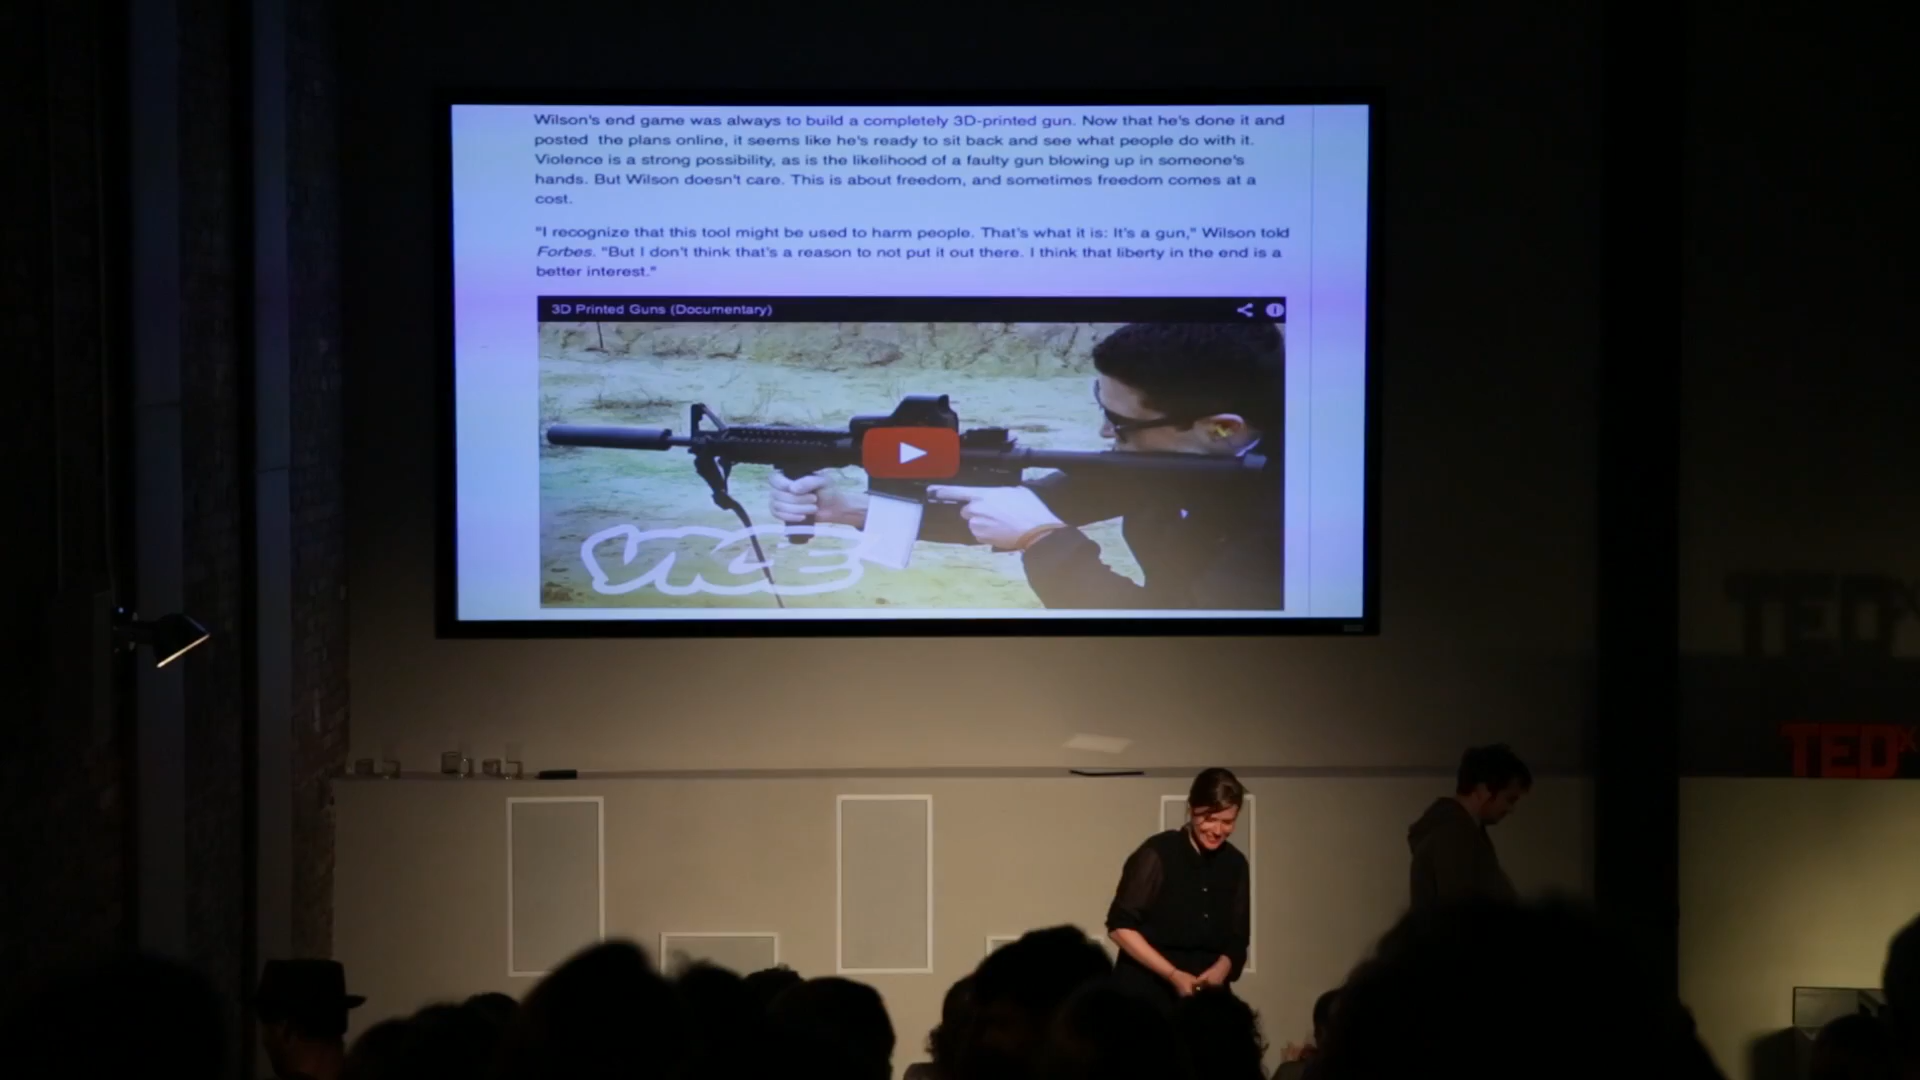 Wilson's end game was always to build a completely 3D-printed gun. Now that he's done it and
posted the plans online, it seems like he's ready to sit back and see what people do with it.
Violence is a strong possibility, as is the likelihood of a faulty gun blowing up in someone's
hands. But Wilson doesn't care. This is about freedom, and sometimes freedom comes at a
cost.
"I recognize that this tool might be used to harm people. That's what it is: It's a gun," Wilson told
Forbes. "But I don't think that's a reason to not put it out there. I think that liberty in the end is a
better interest."
3D Printed Guns (Documentary)
VICE
TEDx